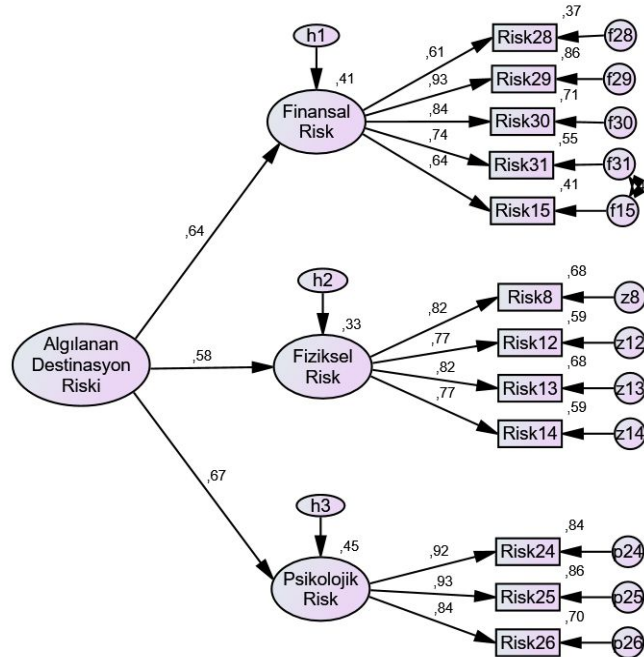 h1
,41
Finansal
Risk
,61
,93
,84
,74
,64
,37
Risk28
f28
,86
Risk29
f29
,71
Risk30
f30
,55
Risk31
f31
,41
Risk15
f15
,64
h2
,33
Fiziksel
Risk
,82
,77
,82
,77
,68
Risk8
z8
,59
Risk12
z12
,68
Risk13
z13
,59
Risk14
z14
Algılanan
Destinasyon
Riski
,58
,67
h3
,45
Psikolojik
Risk
,92
,93
,84
,84
Risk24
p24
,86
Risk25
p25
,70
Risk26
p26